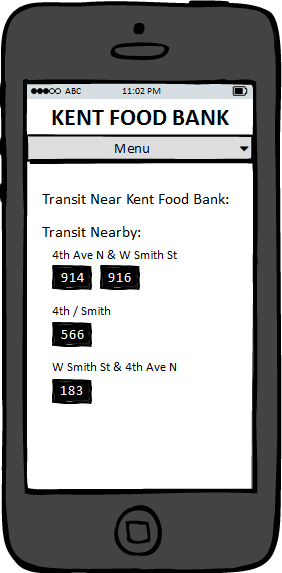 ABC 11:02 PM
KENT FOOD BANK
Menu
Transit Near Kent Food Bank:
Transit Nearby:
4th Ave N & W Smith St
914 916
4th / Smith
566
W Smith St & 4th Ave N
183